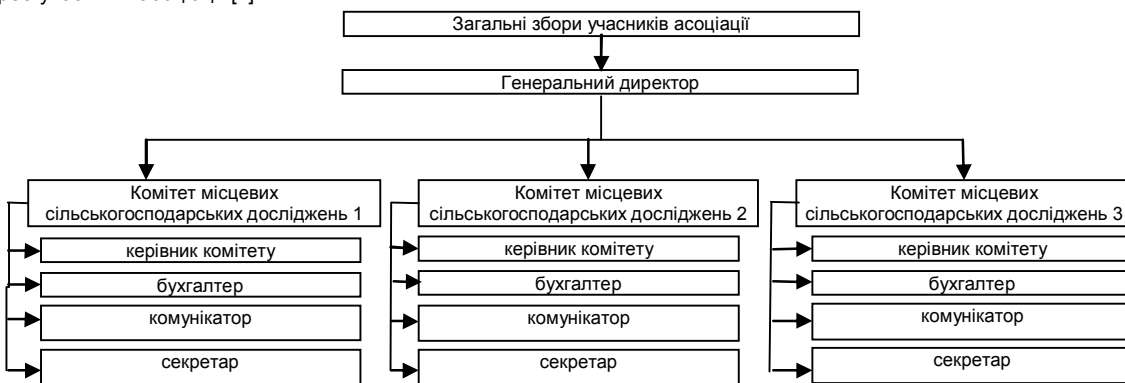 Загальні збори учасників асоціації
Генеральний директор
Комітет місцевих
сільськогосподарських досліджень 1
керівник комітету
бухгалтер
комунікатор
секретар
Комітет місцевих
сільськогосподарських досліджень 2
керівник комітету
бухгалтер
комунікатор
секретар
Комітет місцевих
сільськогосподарських досліджень 3
керівник комітету
бухгалтер
комунікатор
секретар